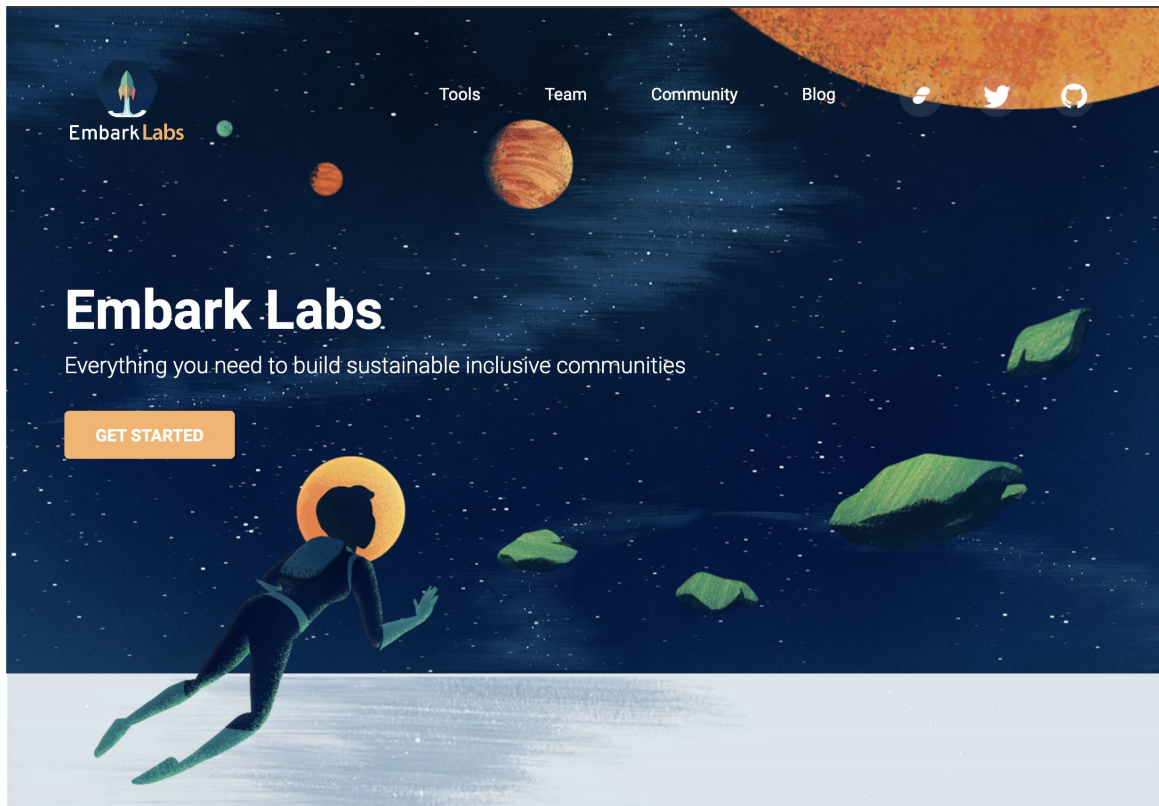 Embark Labs
Tools Team Community Blog
Embark Labs
Everything you need to build sustainable inclusive communities
GET STARTED